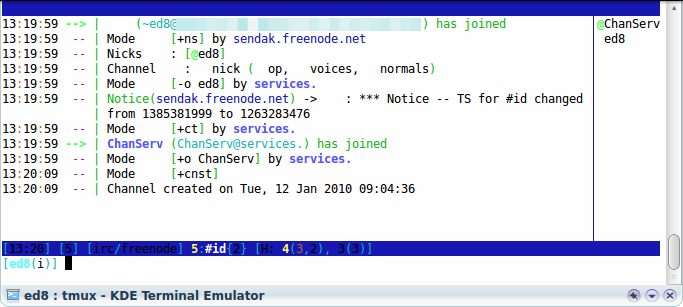 13:19:59 --> | (~ed8@ ) has joined @ChanServ
13:19:59 -- | Mode [+ns] by sendak.freenode.net ed8
13:19:59 -- | Nicks : [@ed8]
13:19:59 -- | Channel : nick ( op, voices, normals)
13:19:59 -- | Mode [-o ed8] by services.
13:19:59 -- | Notice(sendak.freenode.net) -> : *** Notice -- TS for #id changed
| from 1385381999 to 1263283476
13:19:59 -- | Mode [+ct] by services.
13:19:59 --> | ChanServ (ChanServ@services.) has joined
13:19:59 -- | Mode [+o ChanServ] by services.
13:20:09 -- | Mode [+cnst]
13:20:09 -- | Channel created on Tue, 12 Jan 2010 09:04:36
[13:20] [5] [irc/freenode] 5:#id{2} [H: 4(3,2), 3(3)]
[ed8(i)]
ed8 : tmux - KDE Terminal Emulator